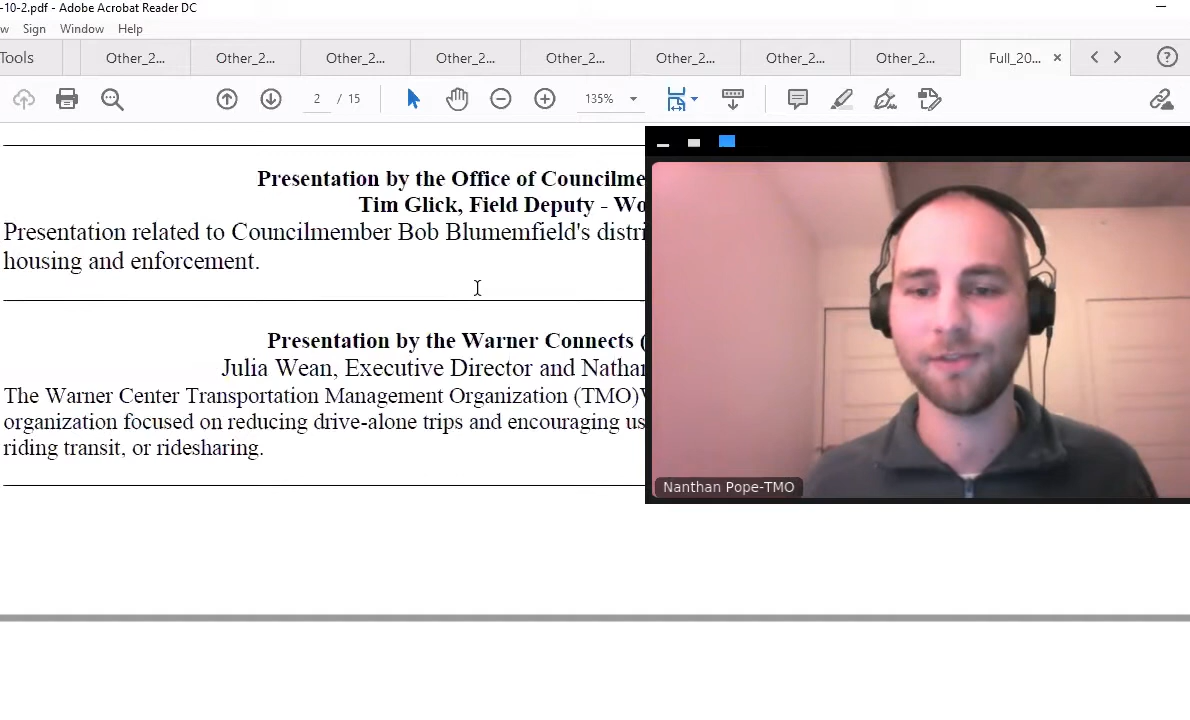 -10-2.pdf - Adobe Acrobat Reader DC
w Sign Window Help
Tools Other_2... Other_2... Other_2... Other_2... Other_2... Other_2... Other_2... Other_2... Full_20... ×
2 / 15 135%
Presentation by the Office of Councilme
Tim Glick, Field Deputy - Wo
Presentation related to Councilmember Bob Blumemfield's distri
housing and enforcement.
Presentation by the Warner Connects (
Julia Wean, Executive Director and Nathan
The Warner Center Transportation Management Organization (TMO)W
organization focused on reducing drive-alone trips and encouraging us
riding transit, or ridesharing.
Nanthan Pope-TMO